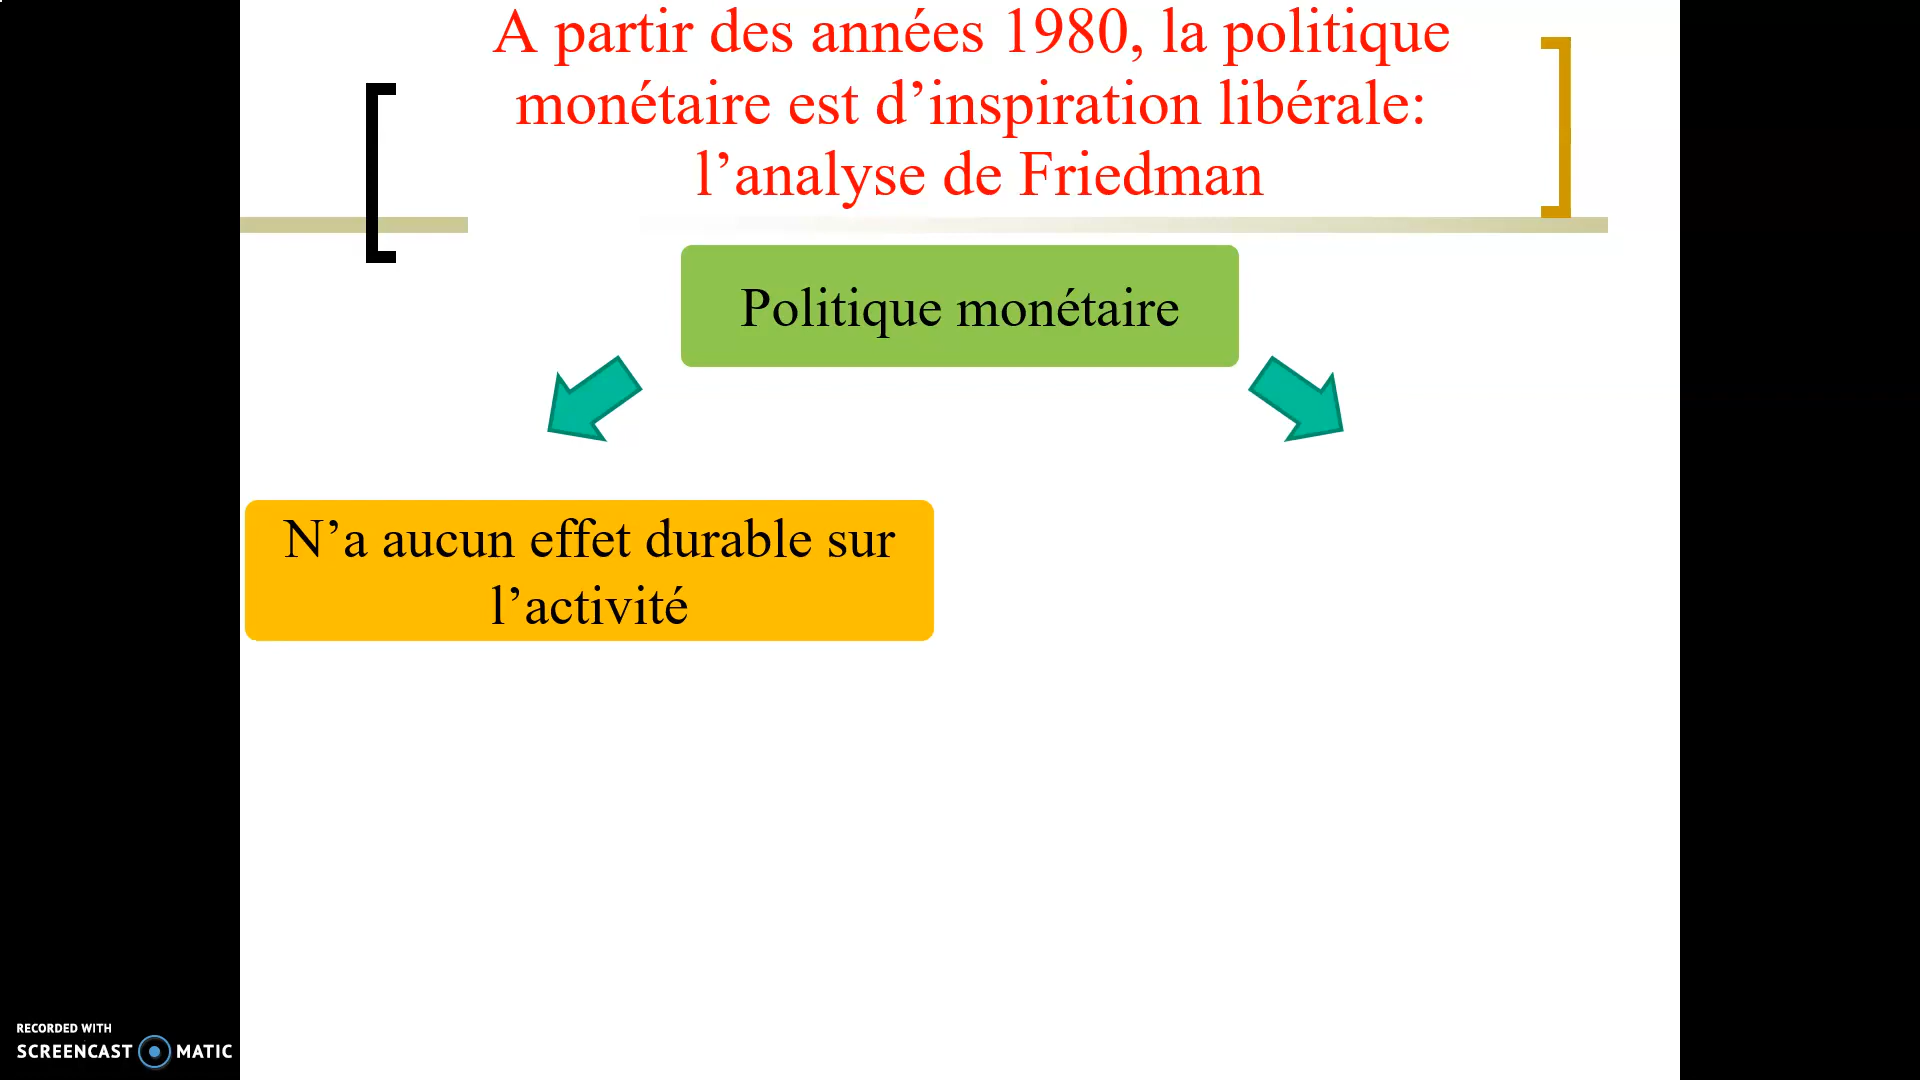 A partir des années 1980, la politique
monétaire est d’inspiration libérale:
l’analyse de Friedman
Politique monétaire
N’a aucun effet durable sur
l’activité
RECORDED WITH
SCREENCAST MATIC